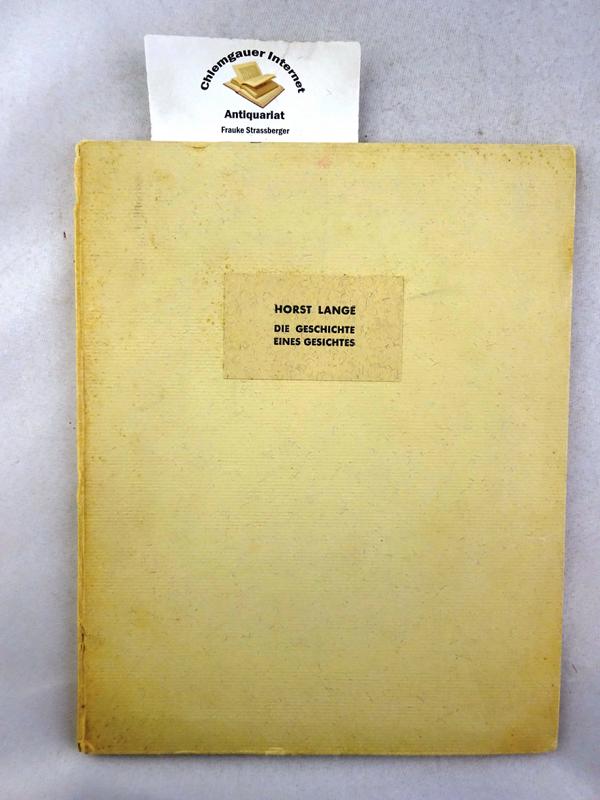 Chiemgauer Internet
Antiquariat
Frauke Strassberger
HORST LANGE
DIE GESCHICHTE
EINES GESICHTES